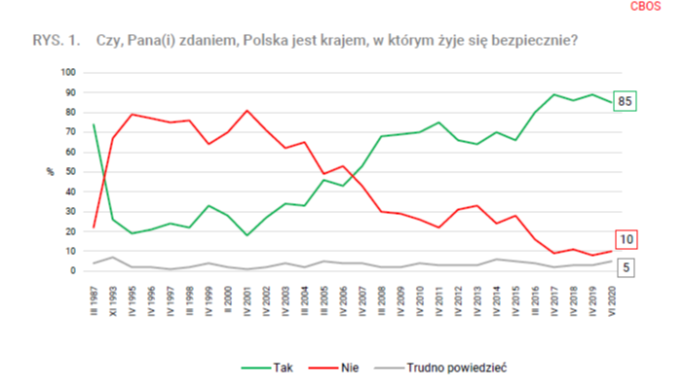 CBOS
RYS. 1. Czy, Pana(i) zdaniem, Polska jest krajem, w którym żyje się bezpiecznie?
100
90
80
70
60
50
40
30
20
10
0
%
85
10
5
III 1987
XI 1993
IV 1995
IV 1996
IV 1997
IV 1998
IV 1999
II 2000
IV 2001
IV 2002
IV 2003
IV 2004
IV 2005
IV 2006
IV 2007
IV 2008
IV 2009
IV 2010
IV 2011
IV 2012
IV 2013
IV 2014
IV 2015
IV 2016
IV 2017
IV 2018
IV 2019
VI 2020
Tak Nie Trudno powiedzieć